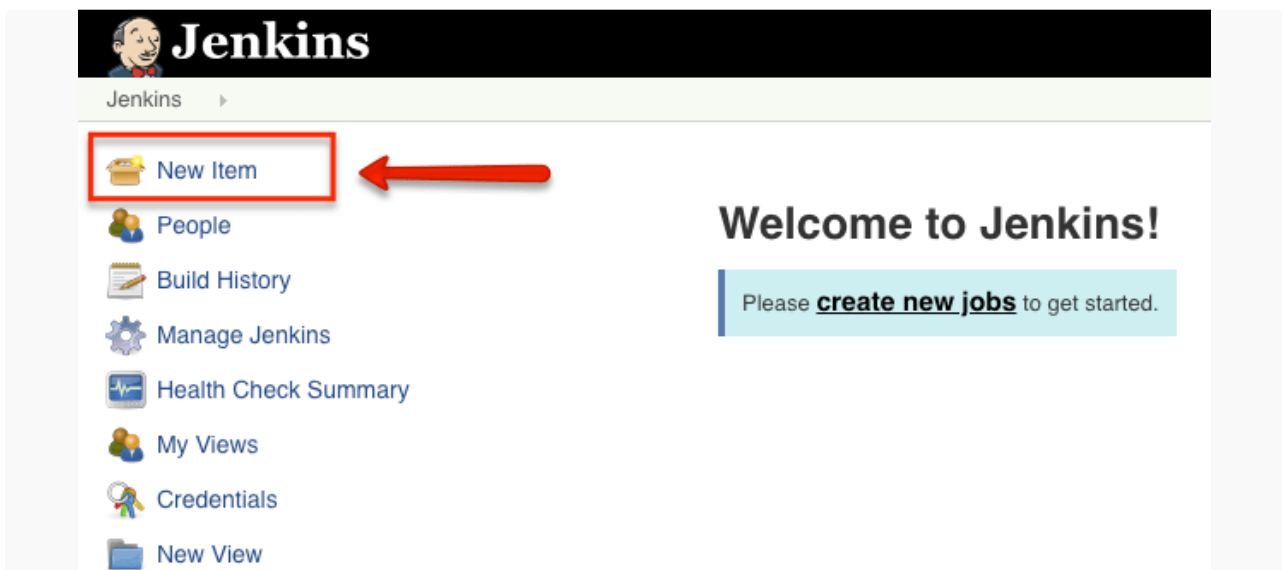 Jenkins
Jenkins
New Item
People
Build History
Manage Jenkins
Health Check Summary
My Views
Credentials
New View
Welcome to Jenkins!
Please create new jobs to get started.